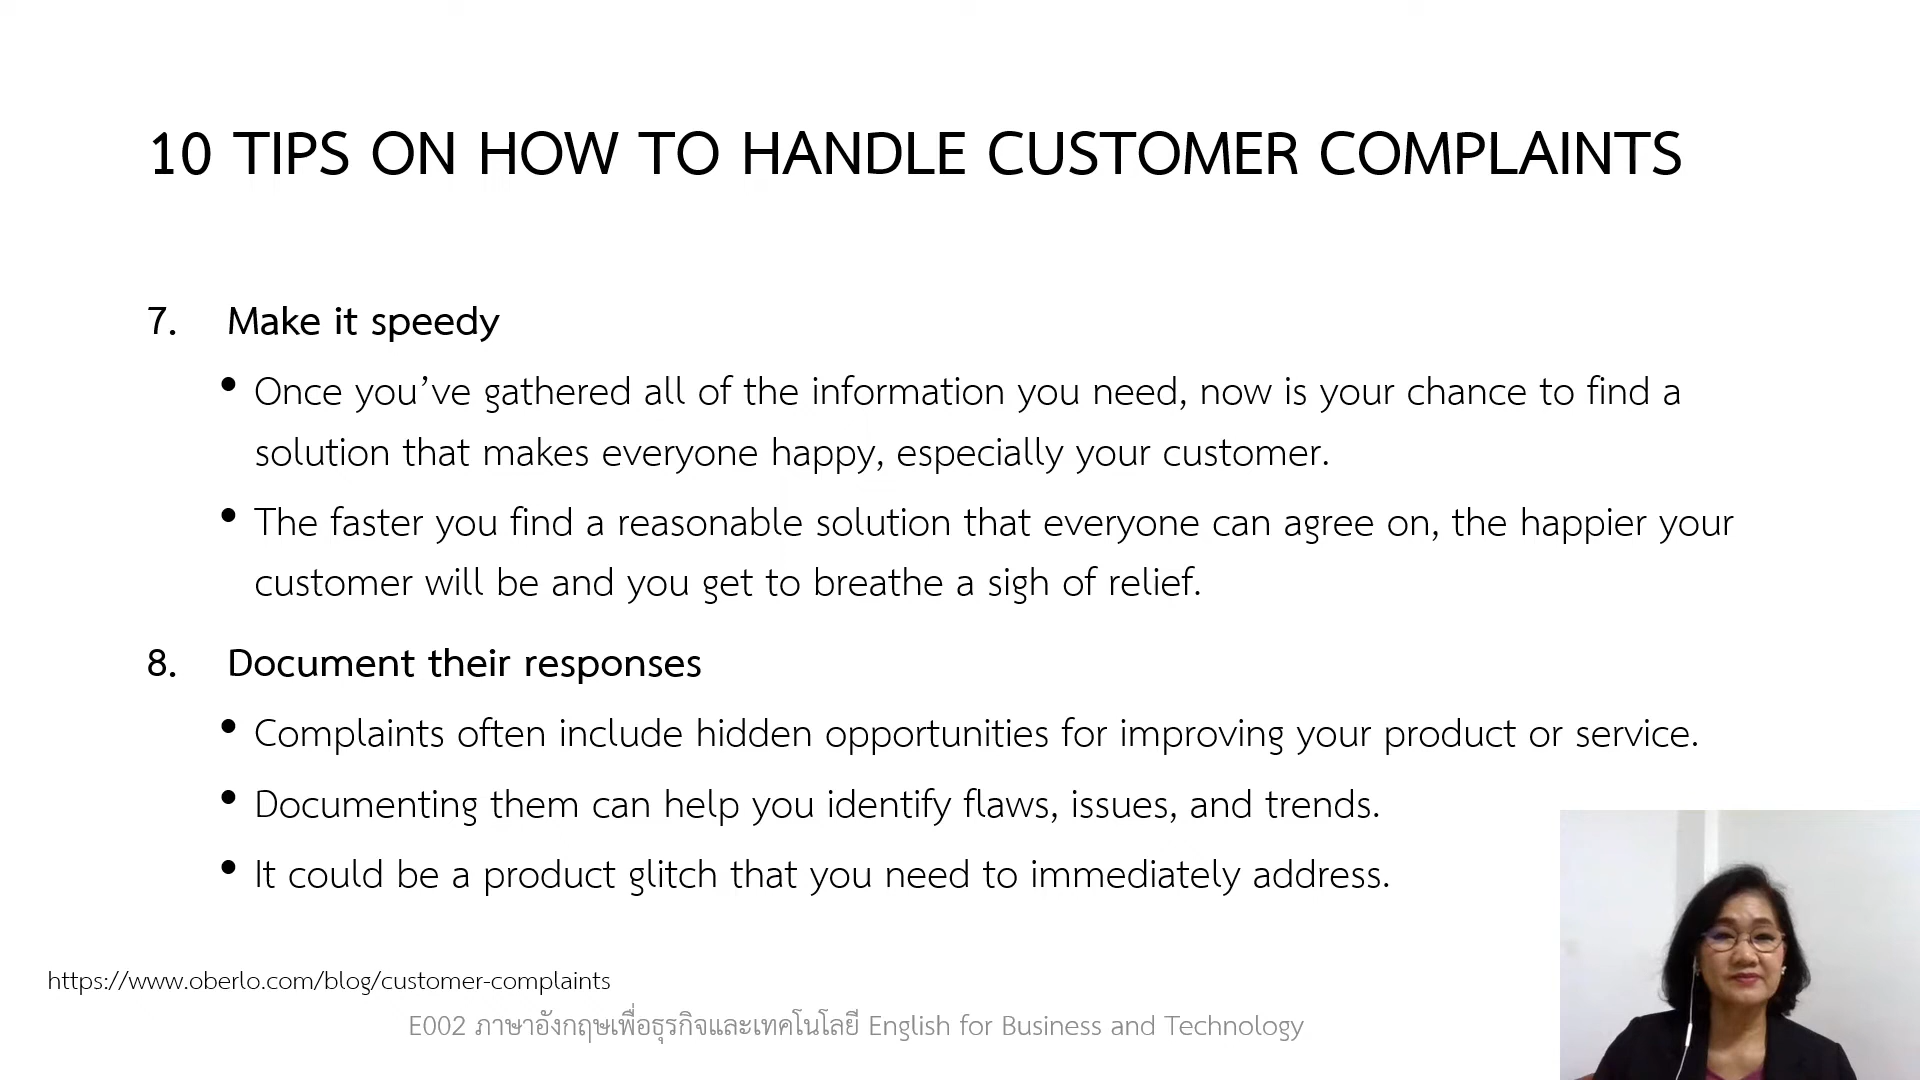 10 TIPS ON HOW TO HANDLE CUSTOMER COMPLAINTS
7. Make it speedy
• Once you’ve gathered all of the information you need, now is your chance to find a
solution that makes everyone happy, especially your customer.
• The faster you find a reasonable solution that everyone can agree on, the happier your
customer will be and you get to breathe a sigh of relief.
8. Document their responses
• Complaints often include hidden opportunities for improving your product or service.
• Documenting them can help you identify flaws, issues, and trends.
• It could be a product glitch that you need to immediately address.
https://www.oberlo.com/blog/customer-complaints
E002 ภาษาอังกฤษเพื่อธุรกิจและเทคโนโลยี English for Business and Technology